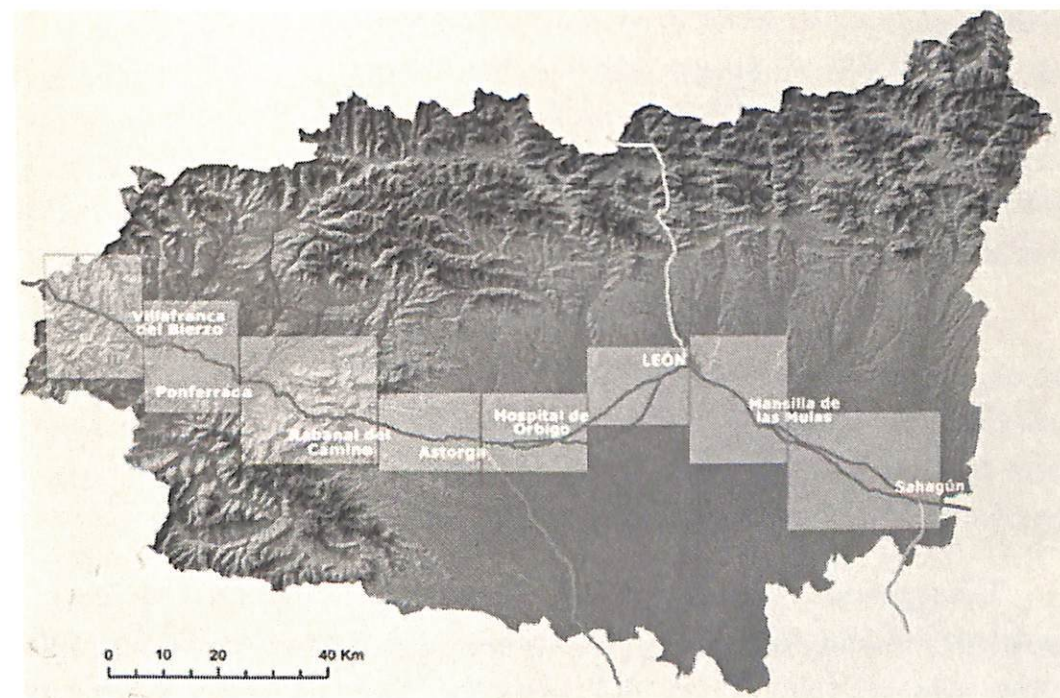 Villafranca
del Bierzo
Ponferrada
Rabanal del
Camino
Astorga
Hospital de
Orbigo
LEÓN
Mansilla de
las Mulas
Sahagún
0 10 20 40 Km